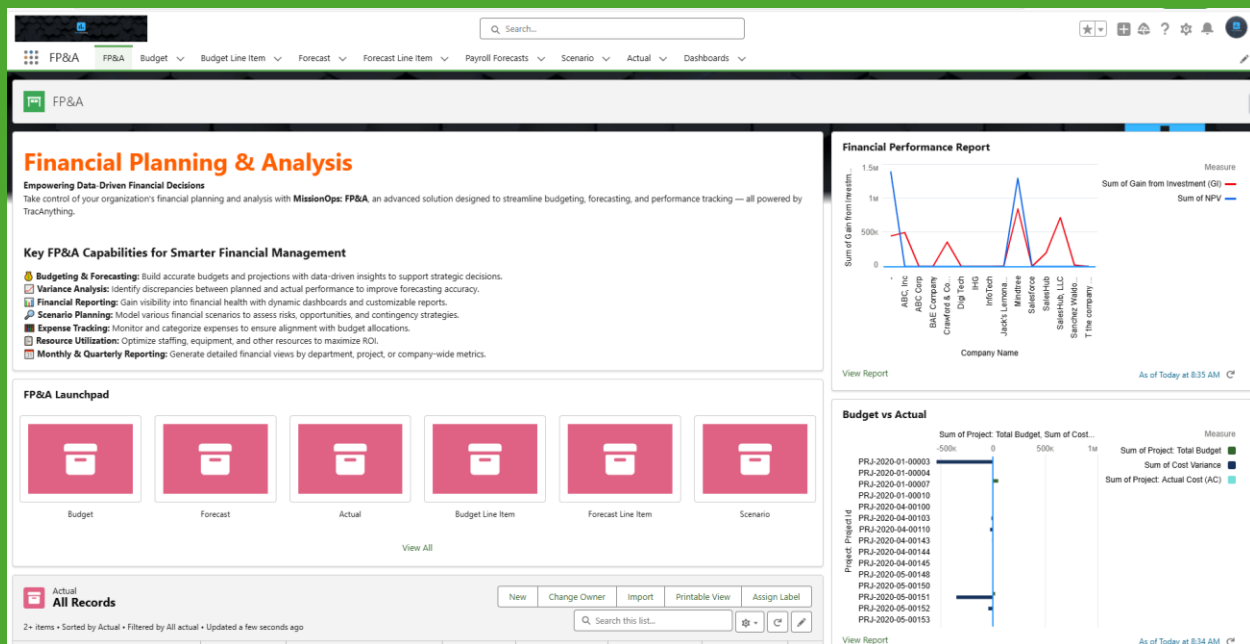 Search...
FP&A
FP&A
Budget
Budget Line Item
Forecast
Forecast Line Item
Payroll Forecasts
Scenario
Actual
Dashboards
FP&A
Financial Planning & Analysis
Empowering Data-Driven Financial Decisions
Take control of your organization's financial planning and analysis with MissionOps: FP&A, an advanced solution designed to streamline budgeting, forecasting, and performance tracking — all powered by
TracAnything.
Key FP&A Capabilities for Smarter Financial Management
Budgeting & Forecasting: Build accurate budgets and projections with data-driven insights to support strategic decisions.
Variance Analysis: Identify discrepancies between planned and actual performance to improve forecasting accuracy.
Financial Reporting: Gain visibility into financial health with dynamic dashboards and customizable reports.
Scenario Planning: Model various financial scenarios to assess risks, opportunities, and contingency strategies.
Expense Tracking: Monitor and categorize expenses to ensure alignment with budget allocations.
Resource Utilization: Optimize staffing, equipment, and other resources to maximize ROI.
Monthly & Quarterly Reporting: Generate detailed financial views by department, project, or company-wide metrics.
FP&A Launchpad
Budget
Forecast
Actual
Budget Line Item
Forecast Line Item
Scenario
View All
Actual
All Records
New
Change Owner
Import
Printable View
Assign Label
2+ items • Sorted by Actual • Filtered by All actual • Updated a few seconds ago
Search this list...
Financial Performance Report
Measure
Sum of Gain from Investment (GI)
Sum of NPV
Sum of Gain from Investm...
1.5M
1M
500K
0
-
ABC, Inc
ABC Corp
BAE Company
Crawford & Co...
Digi Tech
IHG
InfoTech
Jack's Lemona...
Mindtree
Salesforce
SalesHub
SalesHub, LLC
Sanchez Waldo...
T the company ...
Company Name
View Report
As of Today at 8:35 AM
Budget vs Actual
Sum of Project: Total Budget, Sum of Cost...
-500K
0
500K
1M
Measure
Sum of Project: Total Budget
Sum of Cost Variance
Sum of Project: Actual Cost (AC)
Project: Project Id
PRJ-2020-01-00003
PRJ-2020-01-00004
PRJ-2020-01-00007
PRJ-2020-01-00010
PRJ-2020-04-00100
PRJ-2020-04-00103
PRJ-2020-04-00110
PRJ-2020-04-00143
PRJ-2020-04-00144
PRJ-2020-04-00145
PRJ-2020-05-00148
PRJ-2020-05-00150
PRJ-2020-05-00151
PRJ-2020-05-00152
PRJ-2020-05-00153
View Report
As of Today at 8:34 AM